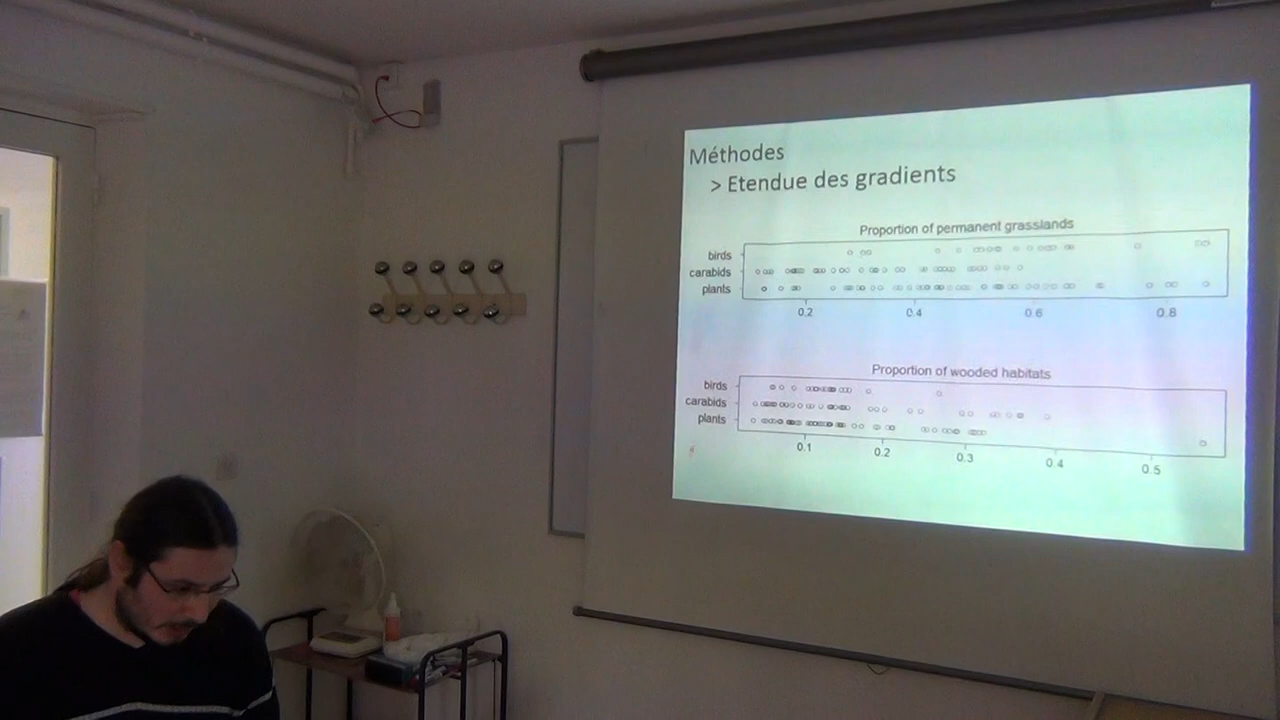 Méthodes
> Etendue des gradients
Proportion of permanent grasslands
birds
carabids
plants
0.2 0.4 0.6 0.8
Proportion of wooded habitats
birds
carabids
plants
0.1 0.2 0.3 0.4 0.5